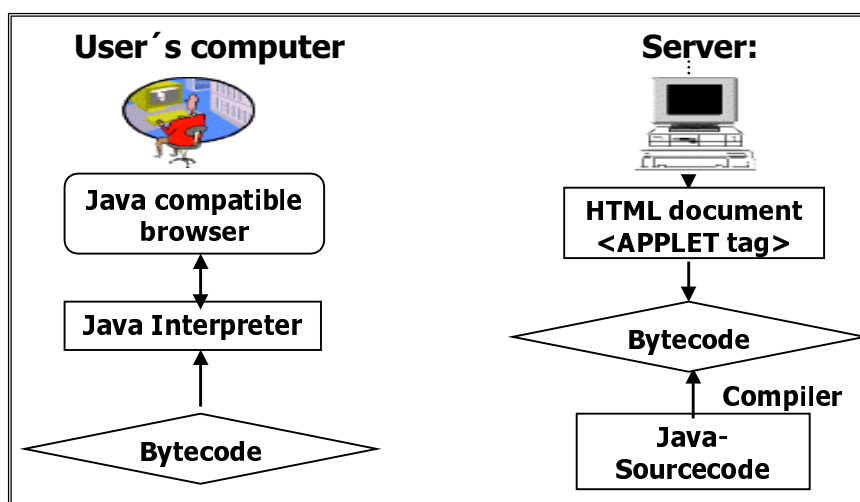 User´s computer
Java compatible
browser
Java Interpreter
Bytecode
Server:
HTML document
<APPLET tag>
Bytecode
Compiler
Java-
Sourcecode